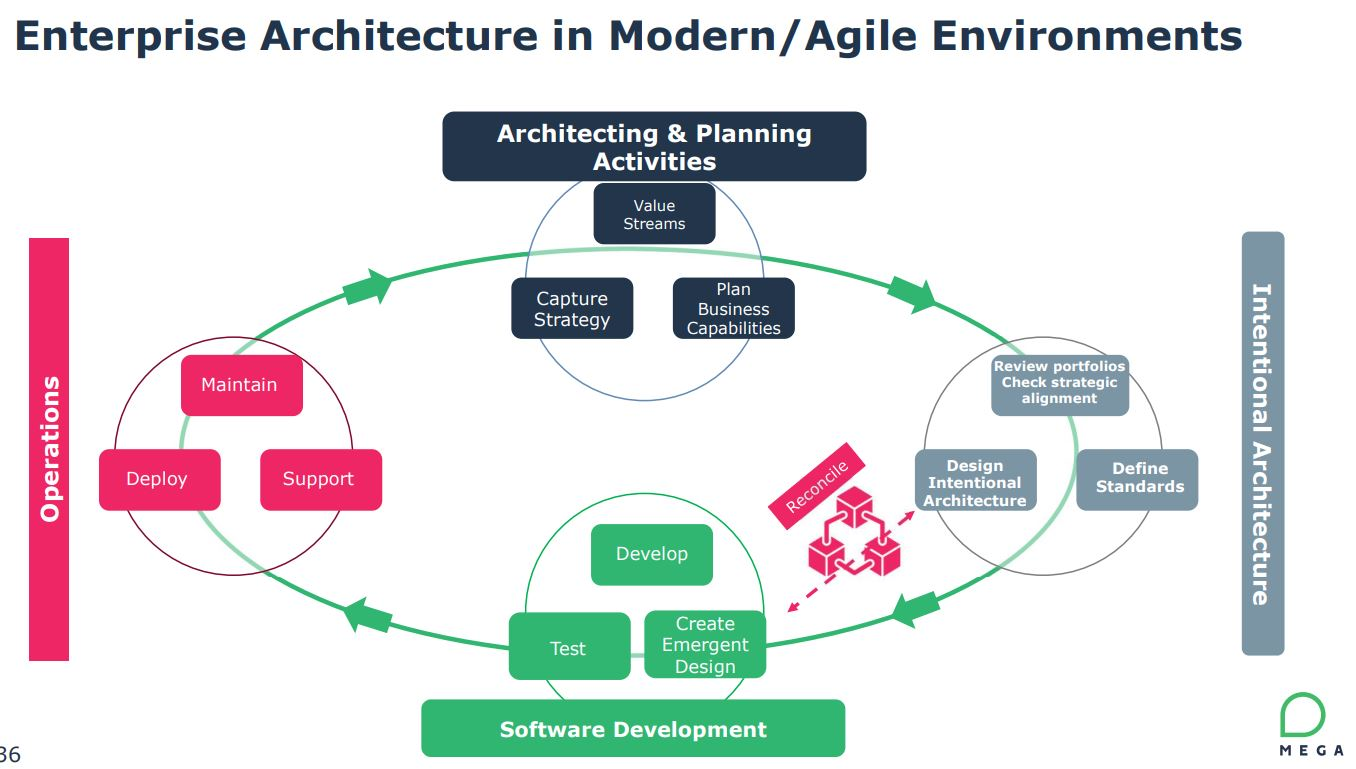 Enterprise Architecture in Modern/Agile Environments
Architecting & Planning
Activities
Value
Streams
Capture
Strategy
Plan
Business
Capabilities
Operations
Maintain
Deploy
Support
Review portfolios
Check strategic
alignment
Design
Intentional
Architecture
Define
Standards
Intentional Architecture
Reconcile
Develop
Test
Create
Emergent
Design
Software Development
MEGA
36